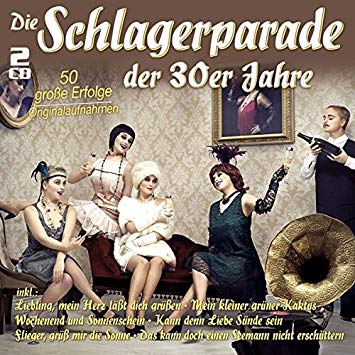 Die Schlagerparade
der 30er Jahre
2
CD
50
große Erfolge
Originalaufnahmen
inkl.:
Liebling, mein Herz läßt dich grüßen • Mein kleiner grüner Kaktus
Wochenend und Sonnenschein • Kann denn Liebe Sünde sein
Flieger, grüß mir die Sonne • Das kann doch einen Seemann nicht erschüttern